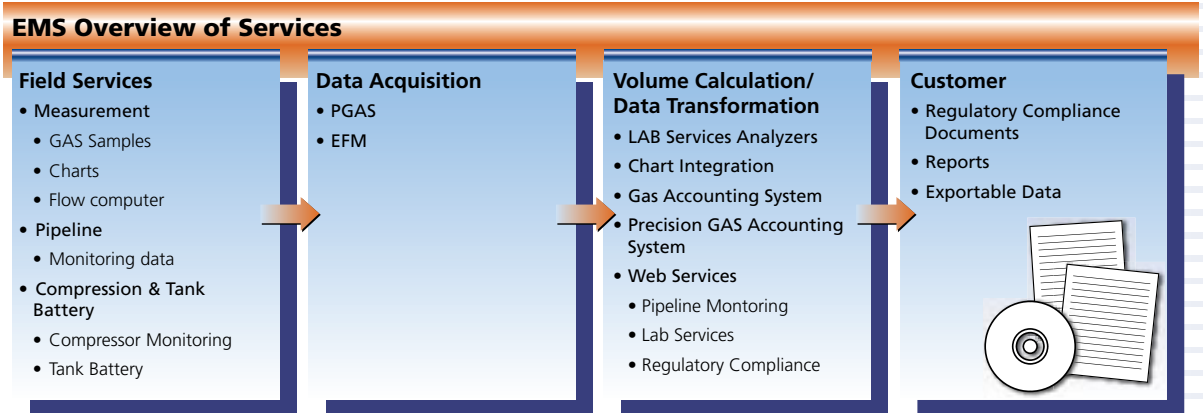 EMS Overview of Services
Field Services
• Measurement
• GAS Samples
• Charts
• Flow computer
• Pipeline
• Monitoring data
• Compression & Tank
Battery
• Compressor Monitoring
• Tank Battery
Data Acquisition
• PGAS
• EFM
Volume Calculation/
Data Transformation
• LAB Services Analyzers
• Chart Integration
• Gas Accounting System
• Precision GAS Accounting
System
• Web Services
• Pipeline Montoring
• Lab Services
• Regulatory Compliance
Customer
• Regulatory Compliance
Documents
• Reports
• Exportable Data